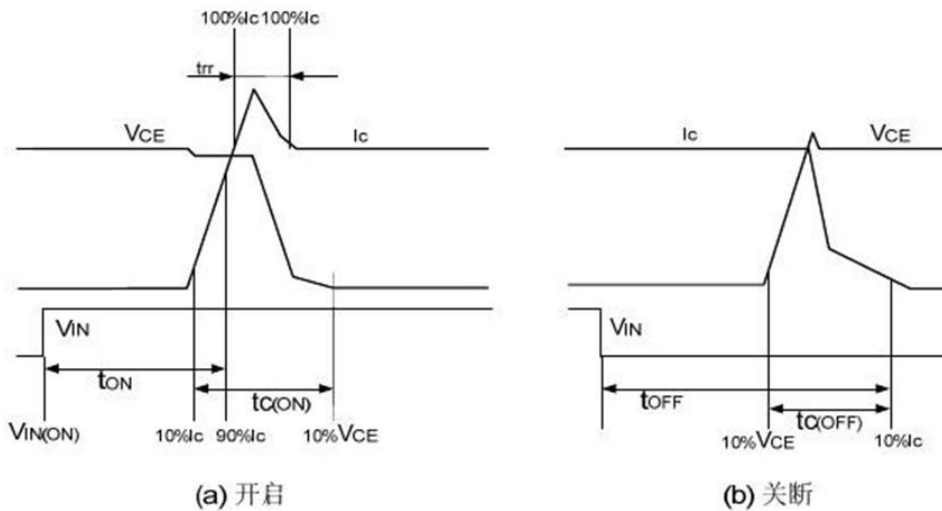 100%Ic 100%Ic
trr
VCE Ic
VIN
tON
tC(ON)
VIN(ON) 10%Ic 90%Ic 10%VCE
(a) 开启
Ic VCE
VIN
tOFF
tC(OFF)
10%VCE 10%Ic
(b) 关断